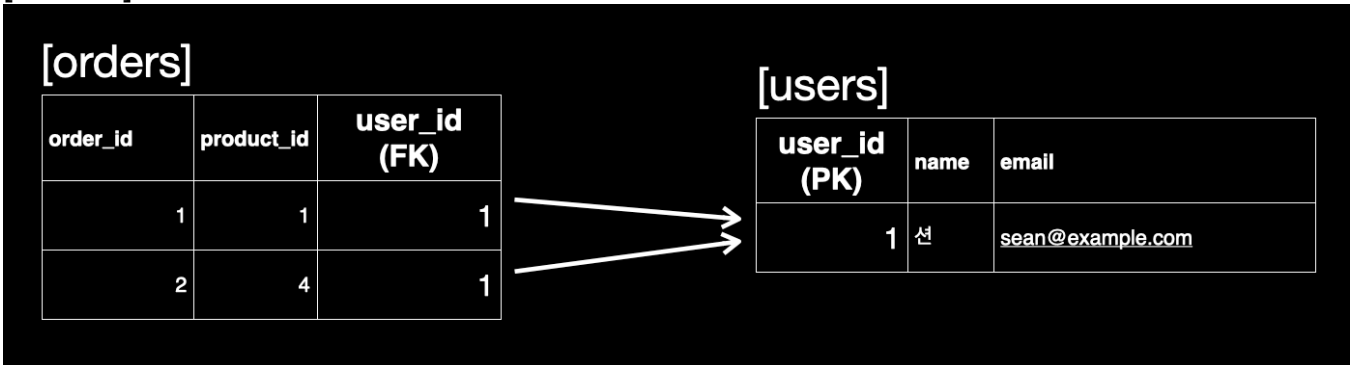 [orders]
order_id product_id user_id (FK)
1 1 1
2 4 1
[users]
user_id (PK) name email
1 션 sean@example.com